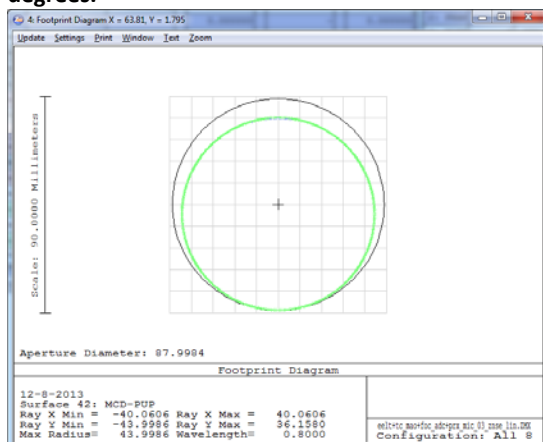 degrees.
4: Footprint Diagram X = 63.81, Y = 1.795
Update Settings Print Window Text Zoom
Scale: 90.0000 Millimeters
Aperture Diameter: 87.9984
Footprint Diagram
12-8-2013
Surface 42: MCD-PUP
Ray X Min = -40.0606 Ray X Max = 40.0606
Ray Y Min = -43.9986 Ray Y Max = 36.1580
Max Radius= 43.9986 Wavelength= 0.8000
Configuration: All 8